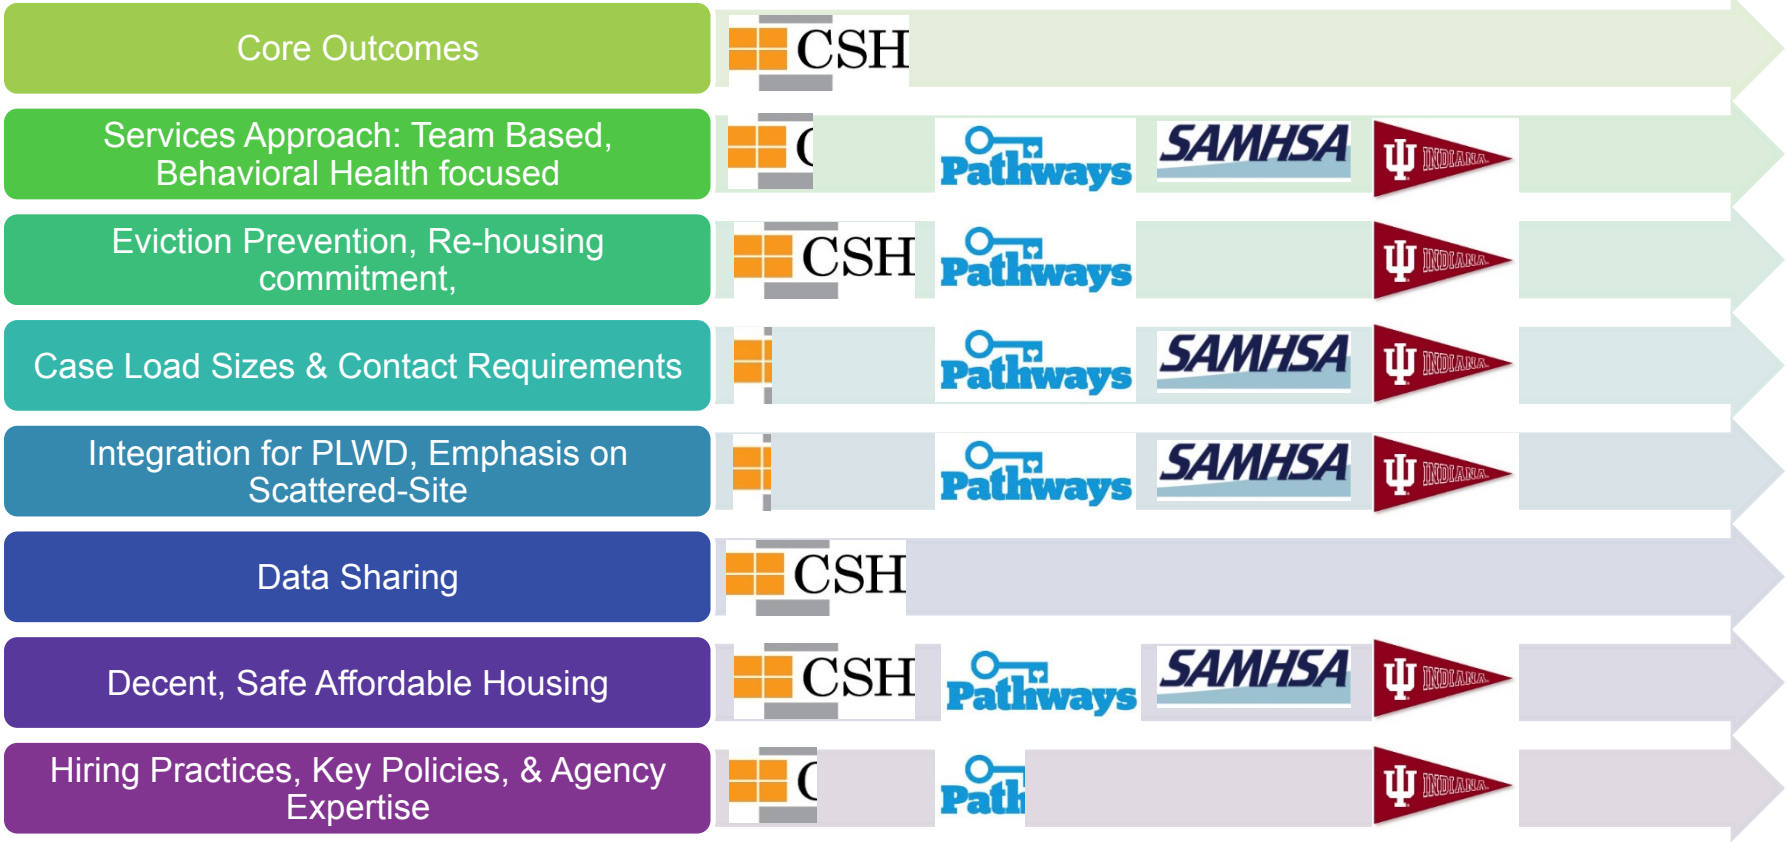 Core Outcomes
CSH
Services Approach: Team Based,
Behavioral Health focused
C
Pathways
SAMHSA
INDIANA
Eviction Prevention, Re-housing
commitment,
CSH
Pathways
INDIANA
Case Load Sizes & Contact Requirements
Pathways
SAMHSA
INDIANA
Integration for PLWD, Emphasis on
Scattered-Site
Pathways
SAMHSA
INDIANA
Data Sharing
CSH
Decent, Safe Affordable Housing
CSH
Pathways
SAMHSA
INDIANA
Hiring Practices, Key Policies, & Agency
Expertise
C
Path
INDIANA